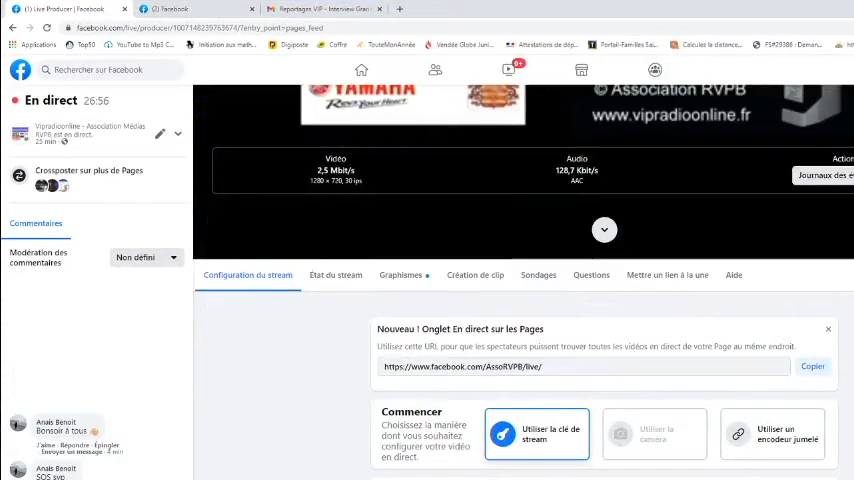 (1) Live Producer | Facebook
(2) Facebook
Reportages VIP - Interview Gran
facebook.com/live/producer/1007148239763674/?entry_point=pages_feed
Applications
Top50
YouTube to Mp3 C...
Initiation aux math...
Digiposte
Coffre
TouteMonAnnée
Vendée Globe Juni...
Attestations de dép...
Portail-Familles Sai...
Calculez la distance...
FS#29386 : Deman...
Rechercher sur Facebook
9+
En direct 26:56
Vipradioonline - Association Médias
RVPB est en direct.
25 min
Crossposter sur plus de Pages
Commentaires
Modération des
commentaires
Non défini
Anais Benoit
Bonsoir à tous
J'aime · Répondre · Épingler
Envoyer un message · 4 min
Anais Benoit
SOS svp
YAMAHA
Revs your Heart
© Association RVPB
www.vipradioonline.fr
Vidéo
2,5 Mbit/s
1280 × 720, 30 ips
Audio
128,7 Kbit/s
AAC
Action
Journaux des é
Configuration du stream
État du stream
Graphismes
Création de clip
Sondages
Questions
Mettre un lien à la une
Aide
Nouveau ! Onglet En direct sur les Pages
Utilisez cette URL pour que les spectateurs puissent trouver toutes les vidéos en direct de votre Page au même endroit.
https://www.facebook.com/AssoRVPB/live/
Copier
Commencer
Choisissez la manière
dont vous souhaitez
configurer votre vidéo
en direct.
Utiliser la clé de
stream
Utiliser la
caméra
Utiliser un
encodeur jumelé